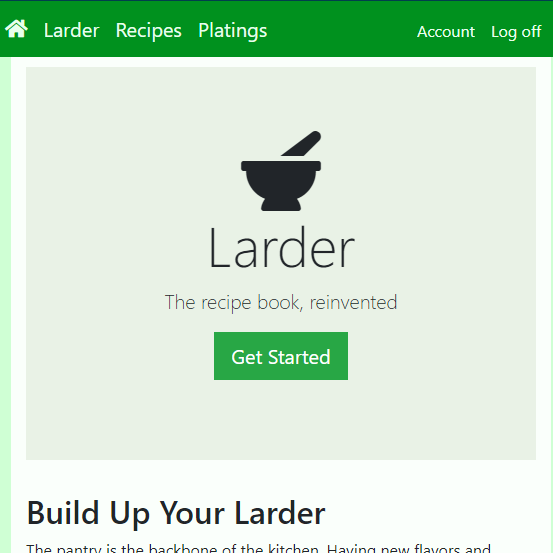 Larder Recipes Platings Account Log off
Larder
The recipe book, reinvented
Get Started
Build Up Your Larder
The pantry is the backbone of the kitchen. Having new flavors and